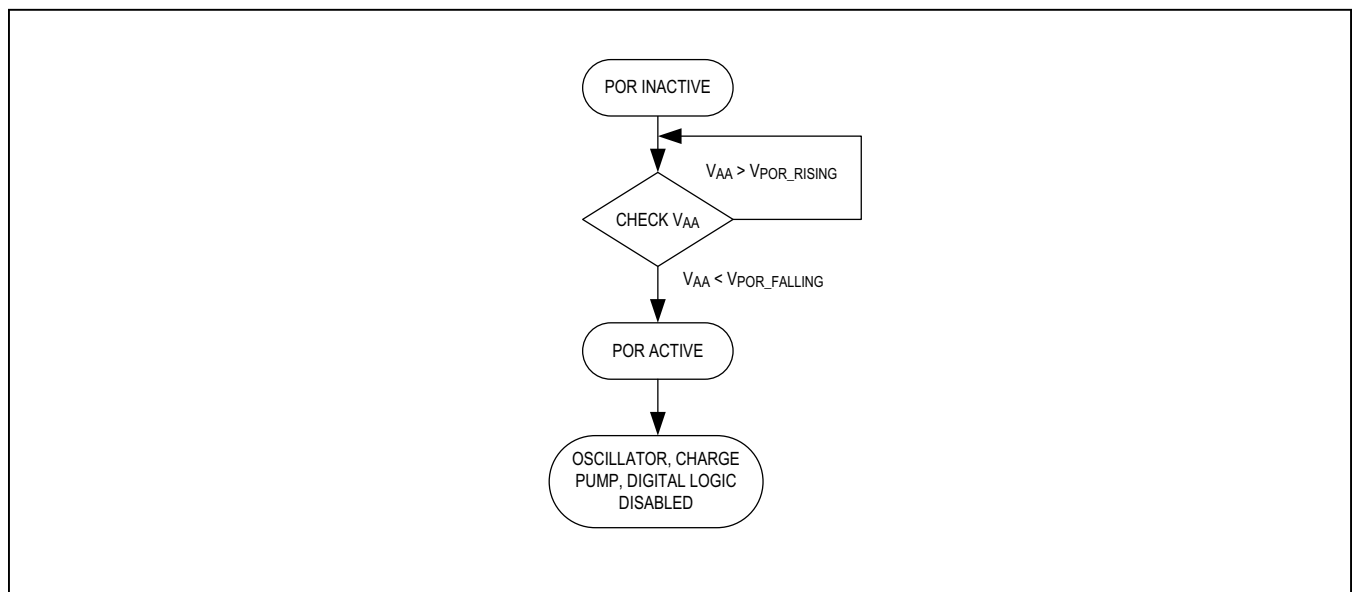 POR INACTIVE
VAA > VPOR_RISING
CHECK VAA
VAA < VPOR_FALLING
POR ACTIVE
OSCILLATOR, CHARGE
PUMP, DIGITAL LOGIC
DISABLED